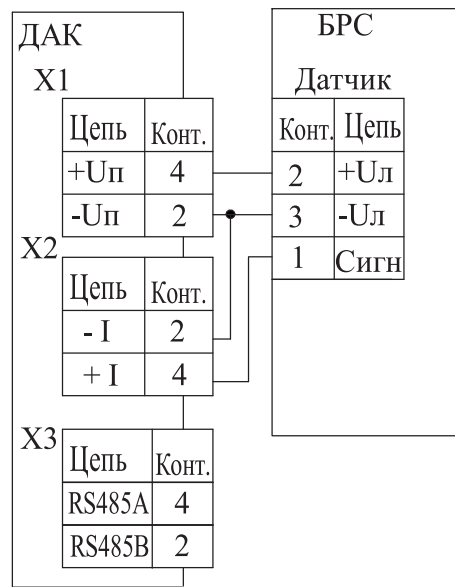 ДАК
X1
Цепь Конт.
+Uп 4
-Uп 2
X2
Цепь Конт.
- I 2
+ I 4
X3
Цепь Конт.
RS485A 4
RS485B 2
БРС
Датчик
Конт. Цепь
2 +Uл
3 -Uл
1 Сигн